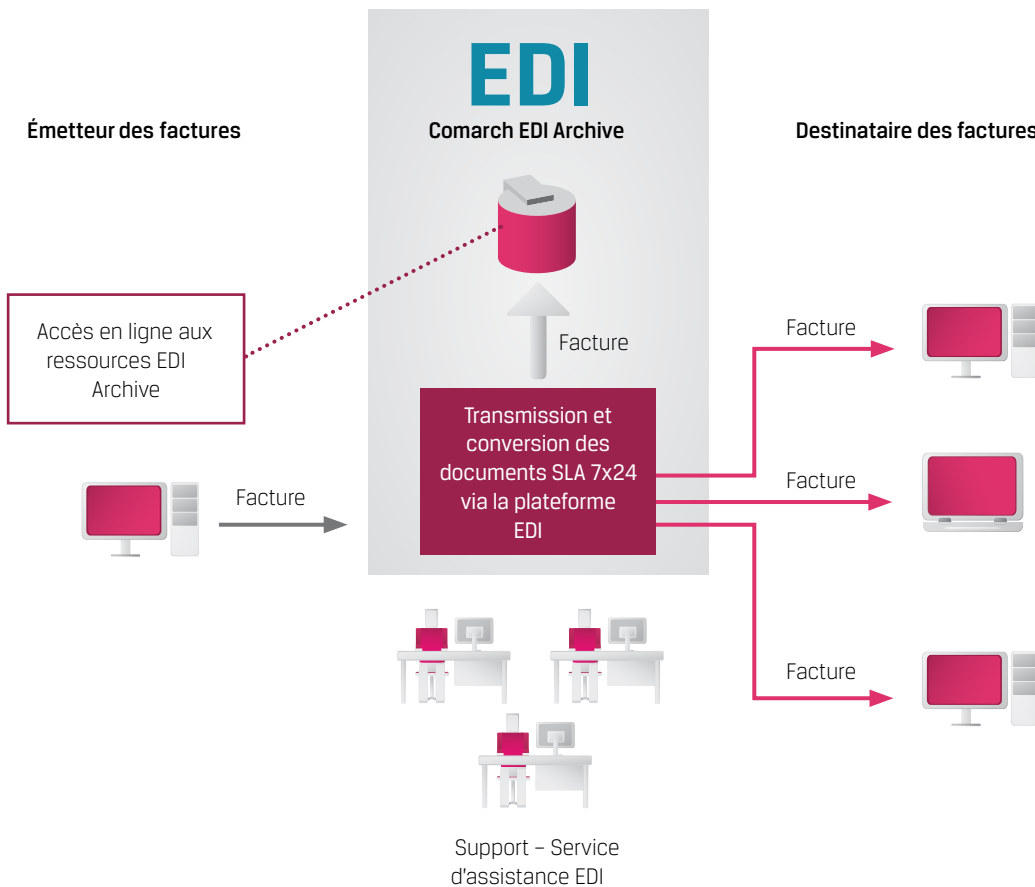 EDI
Émetteur des factures
Comarch EDI Archive
Destinataire des factures
Accès en ligne aux
ressources EDI
Archive
Facture
Facture
Transmission et
conversion des
documents SLA 7x24
via la plateforme
EDI
Facture
Facture
Facture
Support – Service
d'assistance EDI